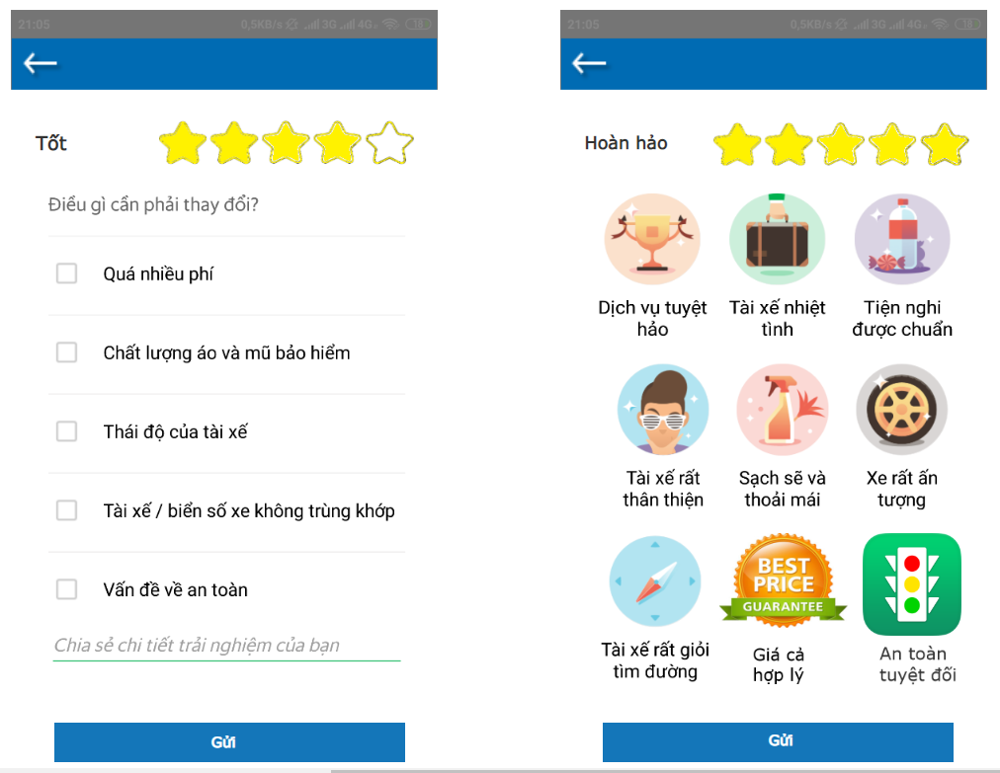 21:05
0,5KB/s 3G 4G 18
Tốt
Điều gì cần phải thay đổi?
Quá nhiều phí
Chất lượng áo và mũ bảo hiểm
Thái độ của tài xế
Tài xế / biển số xe không trùng khớp
Vấn đề về an toàn
Chia sẻ chi tiết trải nghiệm của bạn
Gửi
21:05
0,5KB/s 3G 4G 18
Hoàn hảo
Dịch vụ tuyệt
hảo
Tài xế nhiệt
tình
Tiện nghi
được chuẩn
Tài xế rất
thân thiện
Sạch sẽ và
thoải mái
Xe rất ấn
tượng
Tài xế rất giỏi
tìm đường
BEST
PRICE
GUARANTEE
Giá cả
hợp lý
An toàn
tuyệt đối
Gửi